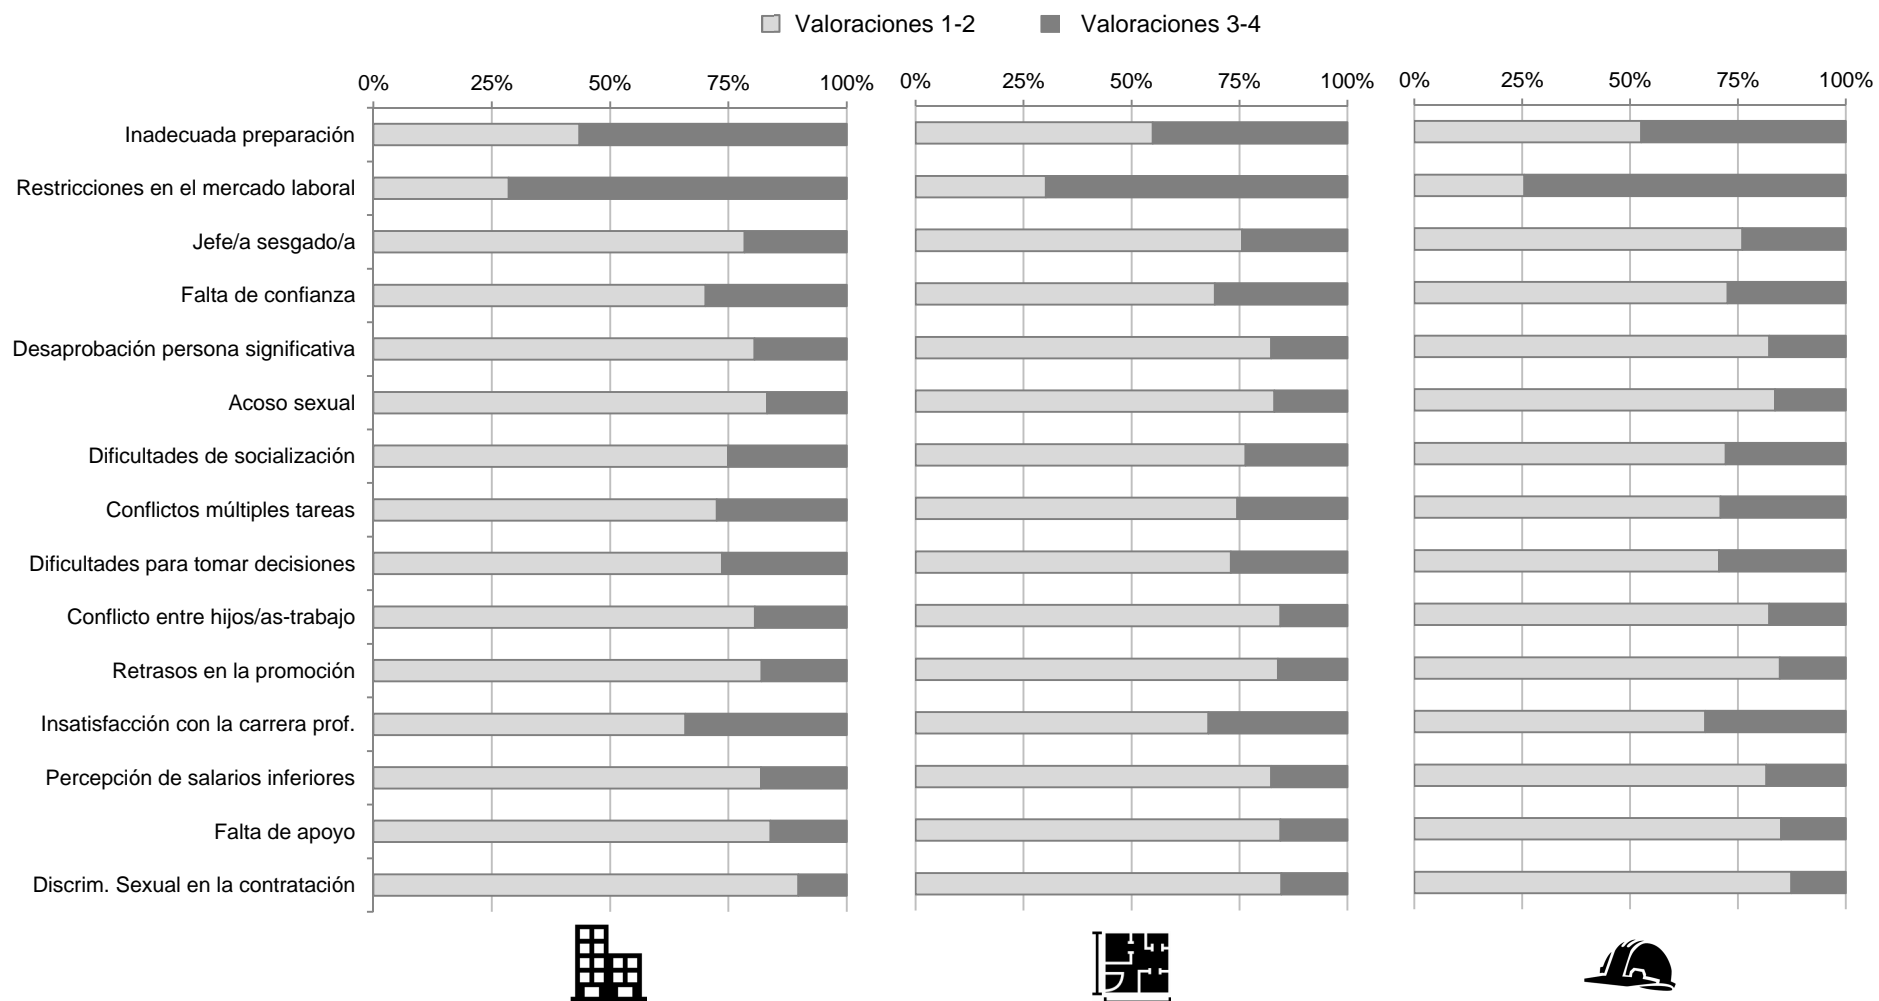 Valoraciones 1-2 Valoraciones 3-4
0% 25% 50% 75% 100% 0% 25% 50% 75% 100% 0% 25% 50% 75% 100%
Inadecuada preparación
Restricciones en el mercado laboral
Jefe/a sesgado/a
Falta de confianza
Desaprobación persona significativa
Acoso sexual
Dificultades de socialización
Conflictos múltiples tareas
Dificultades para tomar decisiones
Conflicto entre hijos/as-trabajo
Retrasos en la promoción
Insatisfacción con la carrera prof.
Percepción de salarios inferiores
Falta de apoyo
Discrim. Sexual en la contratación